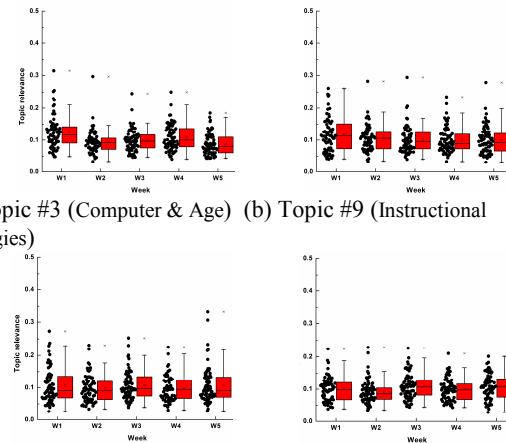 0.5 0.5
0.4 0.4
0.3 0.3
Topic relevance
0.2 0.2
0.1 0.1
0.0 0.0
W1 W2 W3 W4 W5 W1 W2 W3 W4 W5
Week Week
opic #3 (Computer & Age) (b) Topic #9 (Instructional
gies)
0.5 0.5
0.4 0.4
0.3 0.3
Topic relevance
0.2 0.2
0.1 0.1
0.0 0.0
W1 W2 W3 W4 W5 W1 W2 W3 W4 W5
Week Week